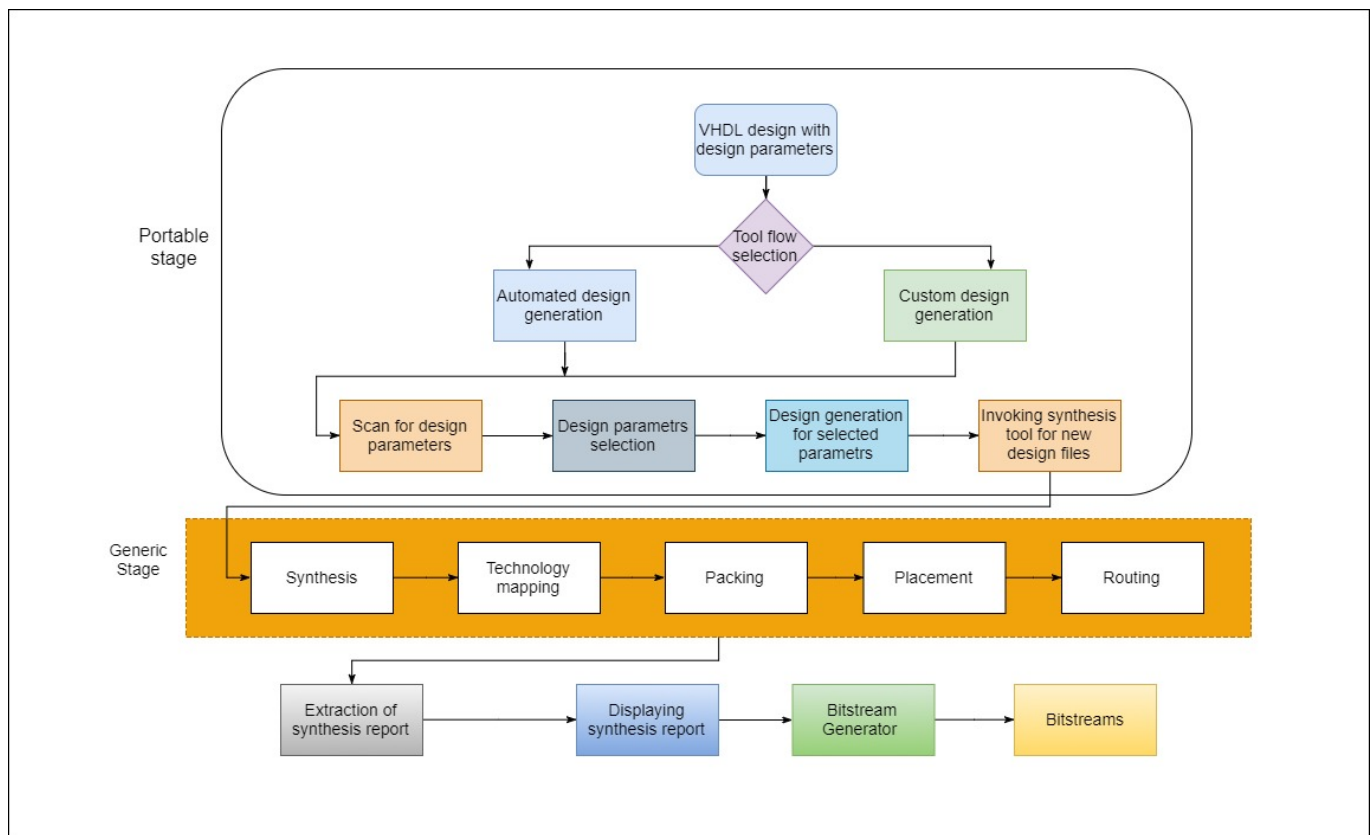 VHDL design with
design parameters
Portable
stage
Tool flow
selection
Automated design
generation
Custom design
generation
Scan for design
parameters
Design parametrs
selection
Design generation
for selected
parametrs
Invoking synthesis
tool for new
design files
Generic
Stage
Synthesis
Technology
mapping
Packing
Placement
Routing
Extraction of
synthesis report
Displaying
synthesis report
Bitstream
Generator
Bitstreams